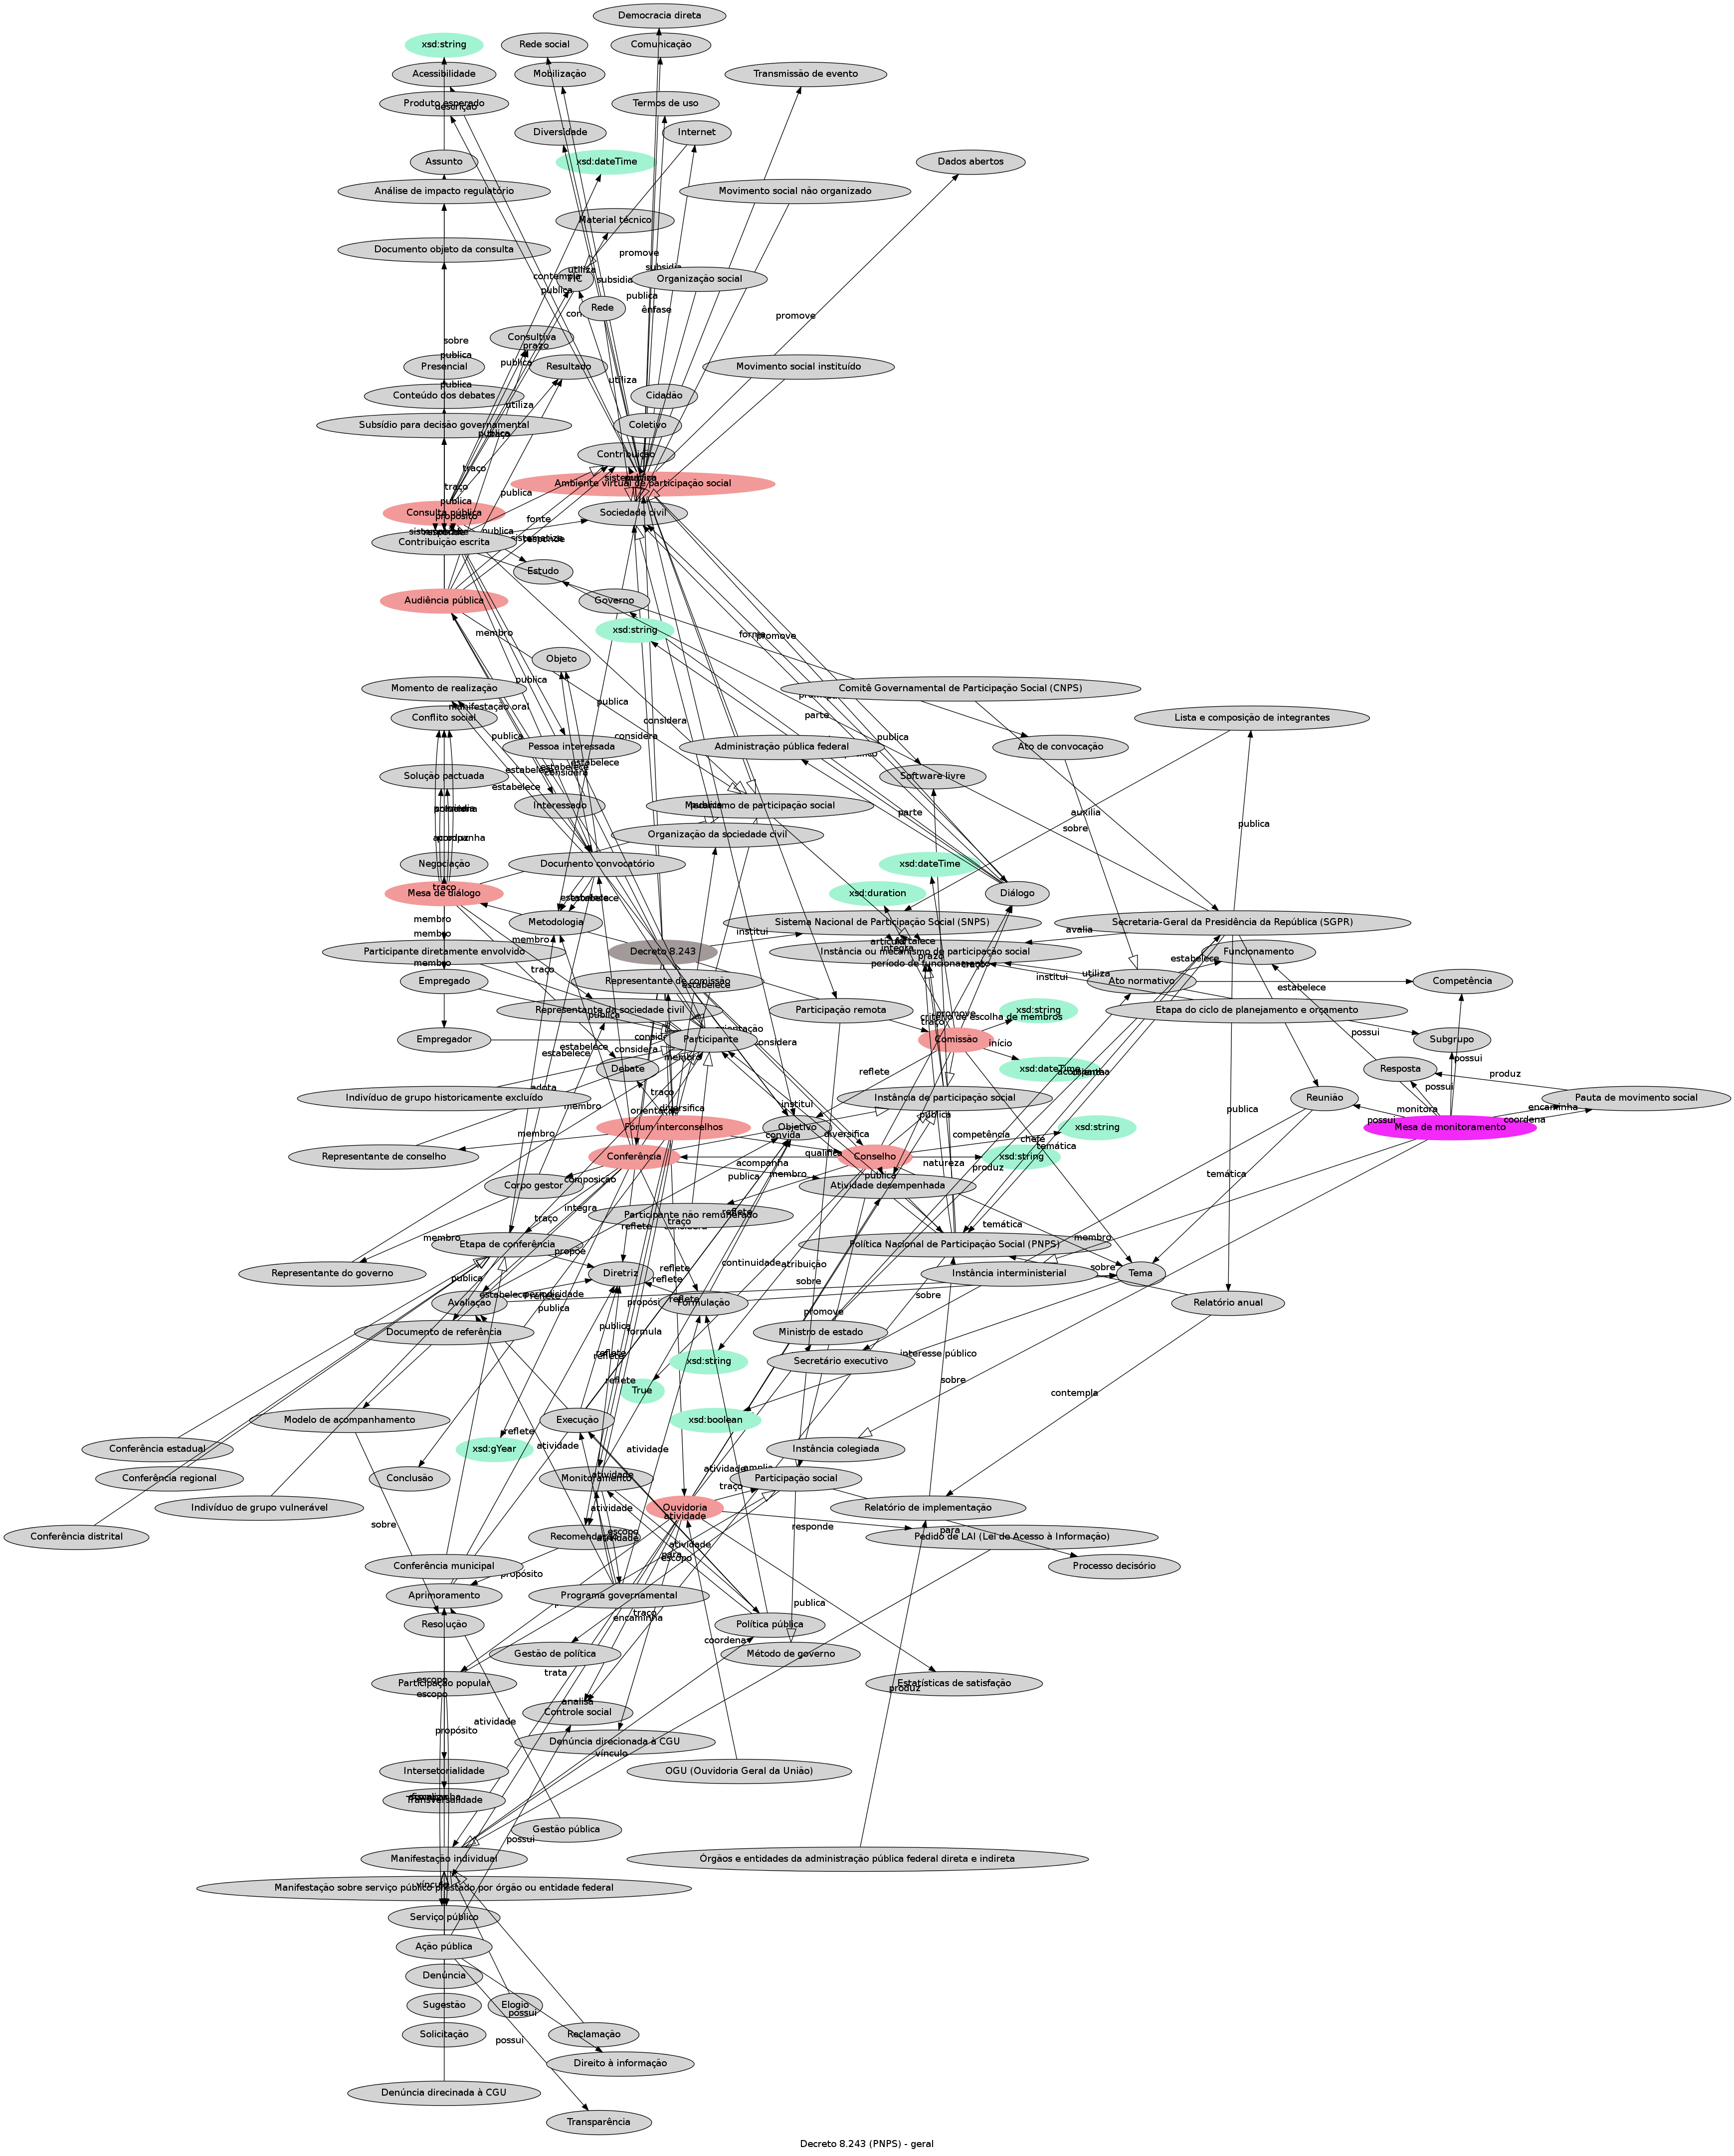 Democracia direta
xsd:string
Rede social
Comunicação
Acessibilidade
Mobilização
Transmissão de evento
Produto esperado
descrição
Termos de uso
Diversidade
Internet
Assunto
xsd:dateTime
Dados abertos
Análise de impacto regulatório
Movimento social não organizado
Material técnico
Documento objeto da consulta
promove
utiliza
subsidia
contempla
TIC
subsidia
Organização social
publica
publica
ênfase
Rede
promove
sobre
Consultiva
prazo
publica
publica
Presencial
Resultado
Movimento social instituído
publica
utiliza
Conteúdo dos debates
Cidadão
utiliza
Subsídio para decisão governamental
Coletivo
publica
Contribuição
traço
traço
Ambiente virtual de participação social
publica
publica
Consulta pública
propósito
Sociedade civil
fonte
publica
Contribuição escrita
sistematiza
responde
Estudo
Audiência pública
Governo
xsd:string
membro
forma
promove
Objeto
publica
Momento de realização
Comitê Governamental de Participação Social (CNPS)
publica
manifestação oral
Conflito social
parte
Lista e composição de integrantes
considera
publica
considera
Pessoa interessada
Administração pública federal
publica
Ato de convocação
estabelece
estabelece
considera
estabelece
Solução pactuada
Software livre
estabelece
Interessado
Mecanismo de participação social
publica
parte
auxilia
sobre
publica
Organização da sociedade civil
Negociação
Documento convocatório
xsd:dateTime
traço
Mesa de diálogo
xsd:duration
Diálogo
estabelece
membro
Metodologia
Sistema Nacional de Participação Social (SNPS)
Secretaria-Geral da Presidência da República (SGPR)
institui
avalia
membro
membro
articula
fortalece
Participante diretamente envolvido
Decreto 8.243
integra
Instância ou mecanismo de participação social
Funcionamento
prazo
estabelece
membro
período de funcionamento
traço
traço
institui
utiliza
Empregado
Representante de comissão
Ato normativo
Competência
estabelece
estabelece
Representante da sociedade civil
Participação remota
xsd:string
Etapa do ciclo de planejamento e orçamento
publica
critério de escolha de membros
promove
traço
Empregador
considera
Participante
orientação
considera
Comissão
início
possui
Subgrupo
considera
membro
estabelece
reflete
possui
Debate
xsd:dateTime
Resposta
acompanha
produz
adota
traço
possui
Indivíduo de grupo historicamente excluído
membro
institui
Instância de participação social
Reunião
Pauta de movimento social
orientação
diversifica
monitora
encaminha
publica
possui
coordena
Fórum interconselhos
Objetivo
xsd:string
Mesa de monitoramento
membro
diversifica
convida
competência
chefe
temática
Representante de conselho
Conferência
qualifica
Conselho
xsd:string
acompanha
natureza
produz
temática
composição
publica
membro
publica
Corpo gestor
Atividade desempenhada
integra
traço
Participante não remunerado
reflete
traço
temática
reflete
considera
membro
membro
Etapa de conferência
Política Nacional de Participação Social (PNPS)
propõe
continuidade
atribuição
sobre
Representante do governo
Diretriz
Instância interministerial
Tema
publica
reflete
reflete
sobre
estabelece
periodicidade
reflete
reflete
sobre
Avaliação
Formulação
Relatório anual
publica
propósito
publica
Documento de referência
promove
Ministro de estado
formula
reflete
interesse público
xsd:string
Secretário executivo
sobre
reflete
True
contempla
Modelo de acompanhamento
Execução
xsd:boolean
reflete
Conferência estadual
xsd:gYear
atividade
atividade
Instância colegiada
atividade
atividade
amplia
Conferência regional
Conclusão
Monitoramento
Participação social
traço
Indivíduo de grupo vulnerável
atividade
Ouvidoria
Relatório de implementação
atividade
responde
para
sobre
Conferência distrital
escopo
atividade
Recomendação
Pedido de LAI (Lei de Acesso à Informação)
atividade
para
escopo
Conferência municipal
Processo decisório
propósito
Aprimoramento
Programa governamental
publica
traço
Resolução
encaminha
Política pública
coordena
Gestão de política
Método de governo
trata
escopo
Participação popular
Estatísticas de satisfação
produz
escopo
analisa
Controle social
atividade
propósito
Denúncia direcionada à CGU
vínculo
Intersetorialidade
OGU (Ouvidoria Geral da União)
Transversalidade
Gestão pública
possui
Manifestação individual
Órgãos e entidades da administração pública federal direta e indireta
vínculo
Manifestação sobre serviço público prestado por órgão ou entidade federal
Serviço público
Ação pública
Denúncia
Sugestão
Elogio
possui
Solicitação
Reclamação
possui
Direito à informação
Denúncia direcinada à CGU
Transparência
Decreto 8.243 (PNPS) - geral